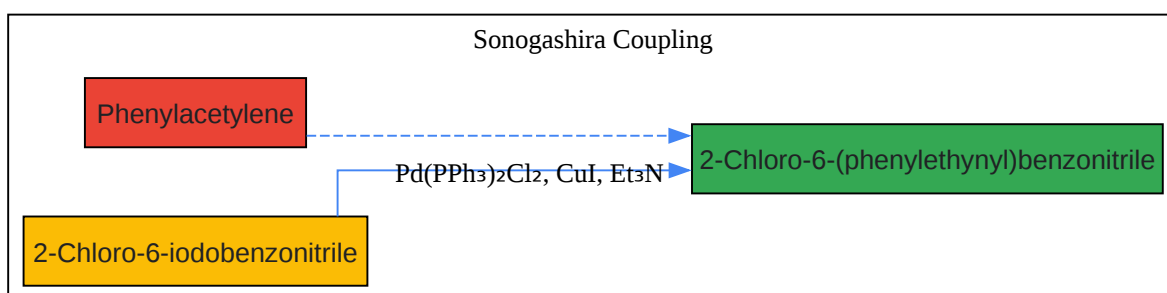 Sonogashira Coupling
Phenylacetylene
2-Chloro-6-(phenylethynyl)benzonitrile
Pd(PPh₃)₂Cl₂, CuI, Et₃N
2-Chloro-6-iodobenzonitrile